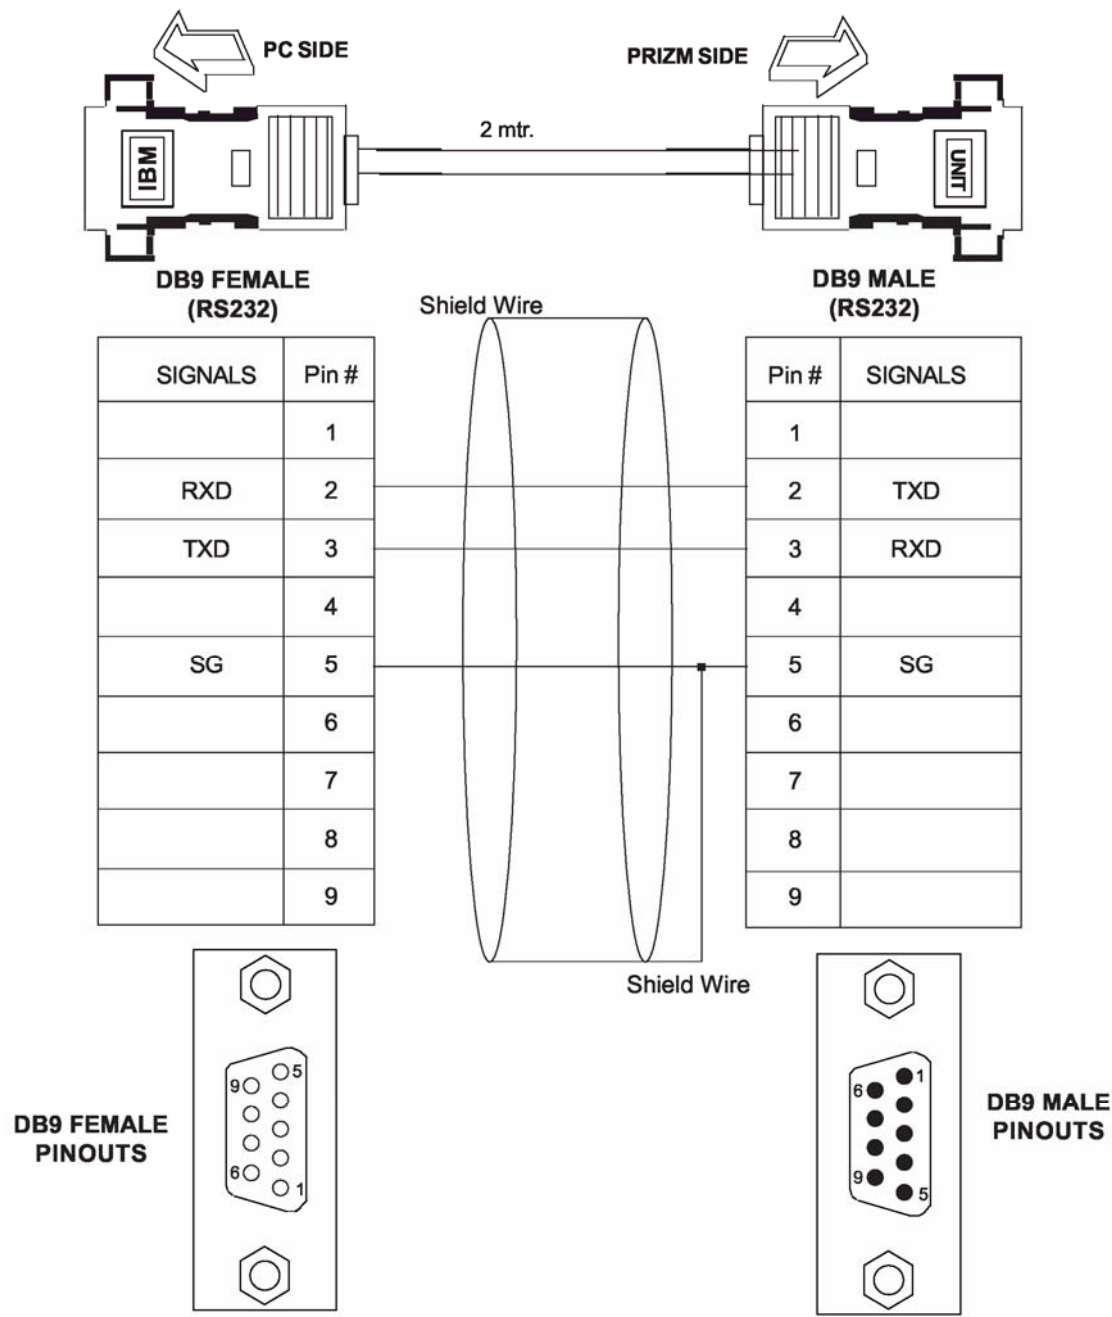 PC SIDE
PRIZM SIDE
2 mtr.
IBM
UNIT
DB9 FEMALE
(RS232)
DB9 MALE
(RS232)
Shield Wire
SIGNALS Pin #
1
RXD 2
TXD 3
4
SG 5
6
7
8
9
Pin # SIGNALS
1
2 TXD
3 RXD
4
5 SG
6
7
8
9
Shield Wire
DB9 FEMALE
PINOUTS
5
9
6
1
1
6
9
5
DB9 MALE
PINOUTS